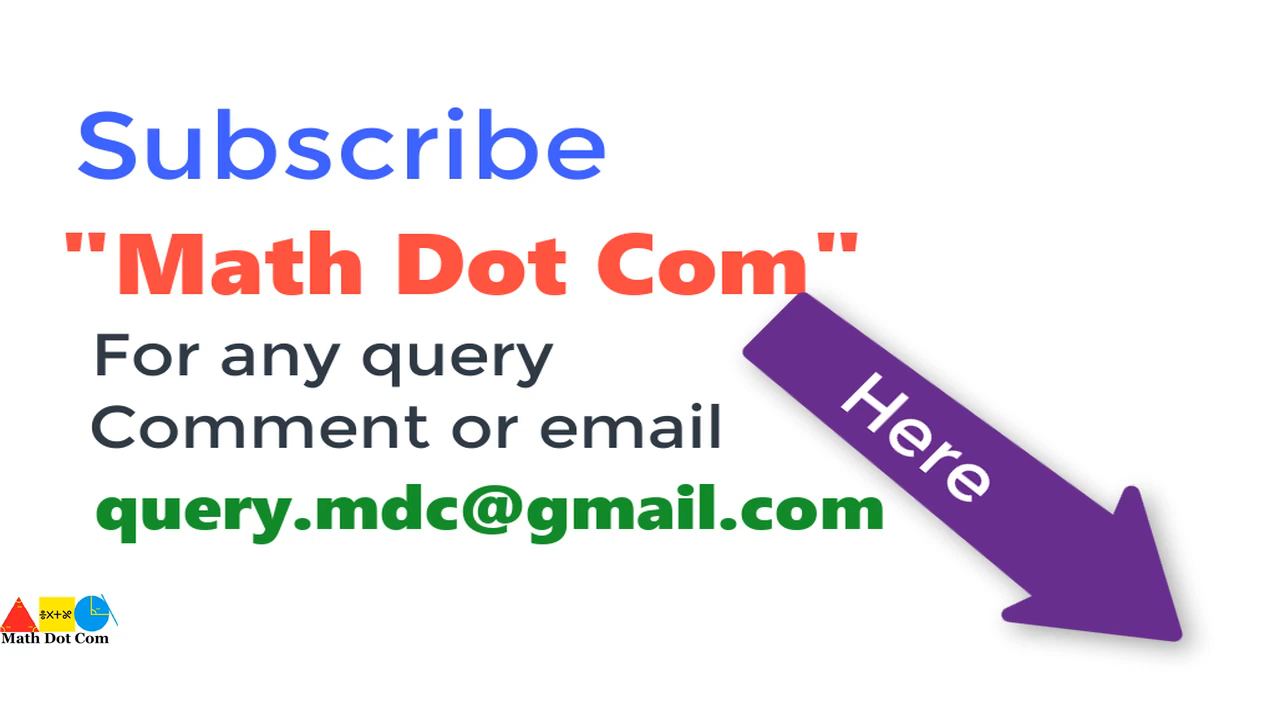 Subscribe
"Math Dot Com"
For any query
Comment or email
query.mdc@gmail.com
Here
÷×+
Math Dot Com